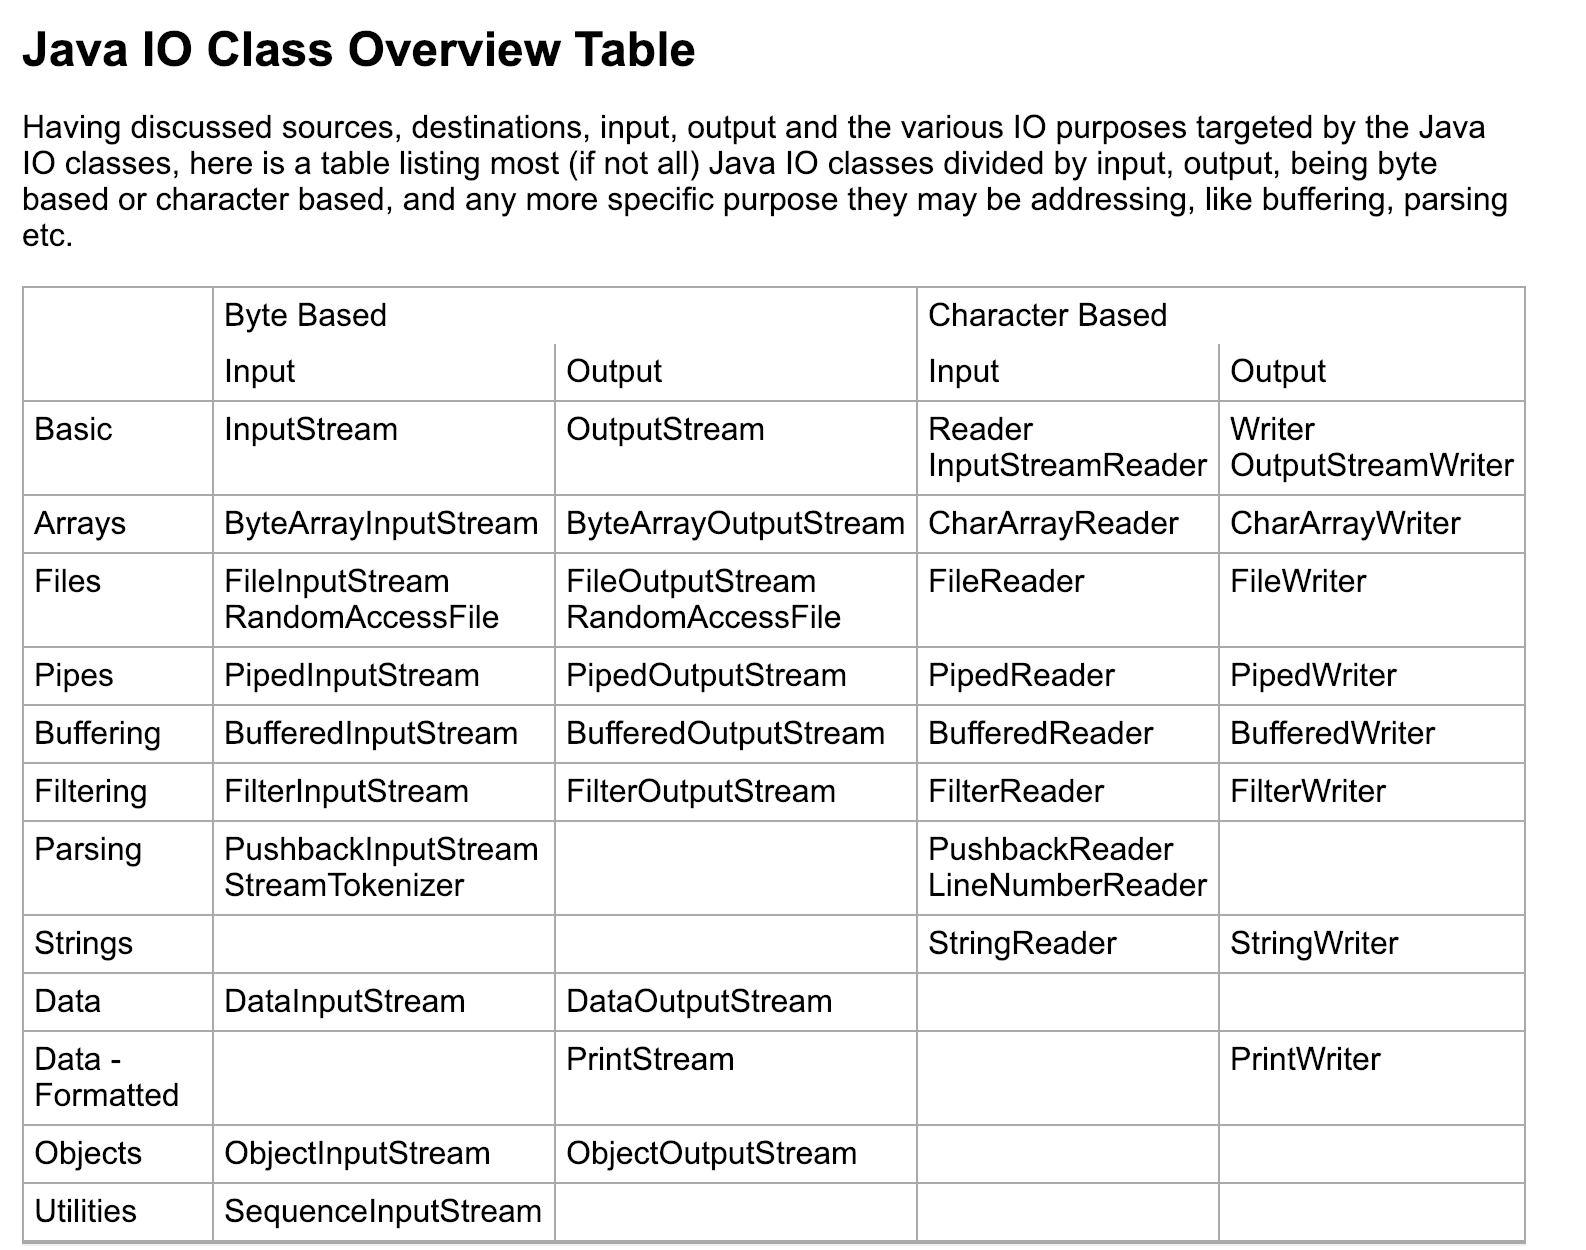 Java IO Class Overview Table
Having discussed sources, destinations, input, output and the various IO purposes targeted by the Java
IO classes, here is a table listing most (if not all) Java IO classes divided by input, output, being byte
based or character based, and any more specific purpose they may be addressing, like buffering, parsing
etc.
Byte Based Character Based
Input Output Input Output
Basic InputStream OutputStream Reader Writer
InputStreamReader OutputStreamWriter
Arrays ByteArrayInputStream ByteArrayOutputStream CharArrayReader CharArrayWriter
Files FileInputStream FileOutputStream FileReader FileWriter
RandomAccessFile RandomAccessFile
Pipes PipedInputStream PipedOutputStream PipedReader PipedWriter
Buffering BufferedInputStream BufferedOutputStream BufferedReader BufferedWriter
Filtering FilterInputStream FilterOutputStream FilterReader FilterWriter
Parsing PushbackInputStream PushbackReader
StreamTokenizer LineNumberReader
Strings StringReader StringWriter
Data DataInputStream DataOutputStream
Data - PrintStream PrintWriter
Formatted
Objects ObjectInputStream ObjectOutputStream
Utilities SequenceInputStream